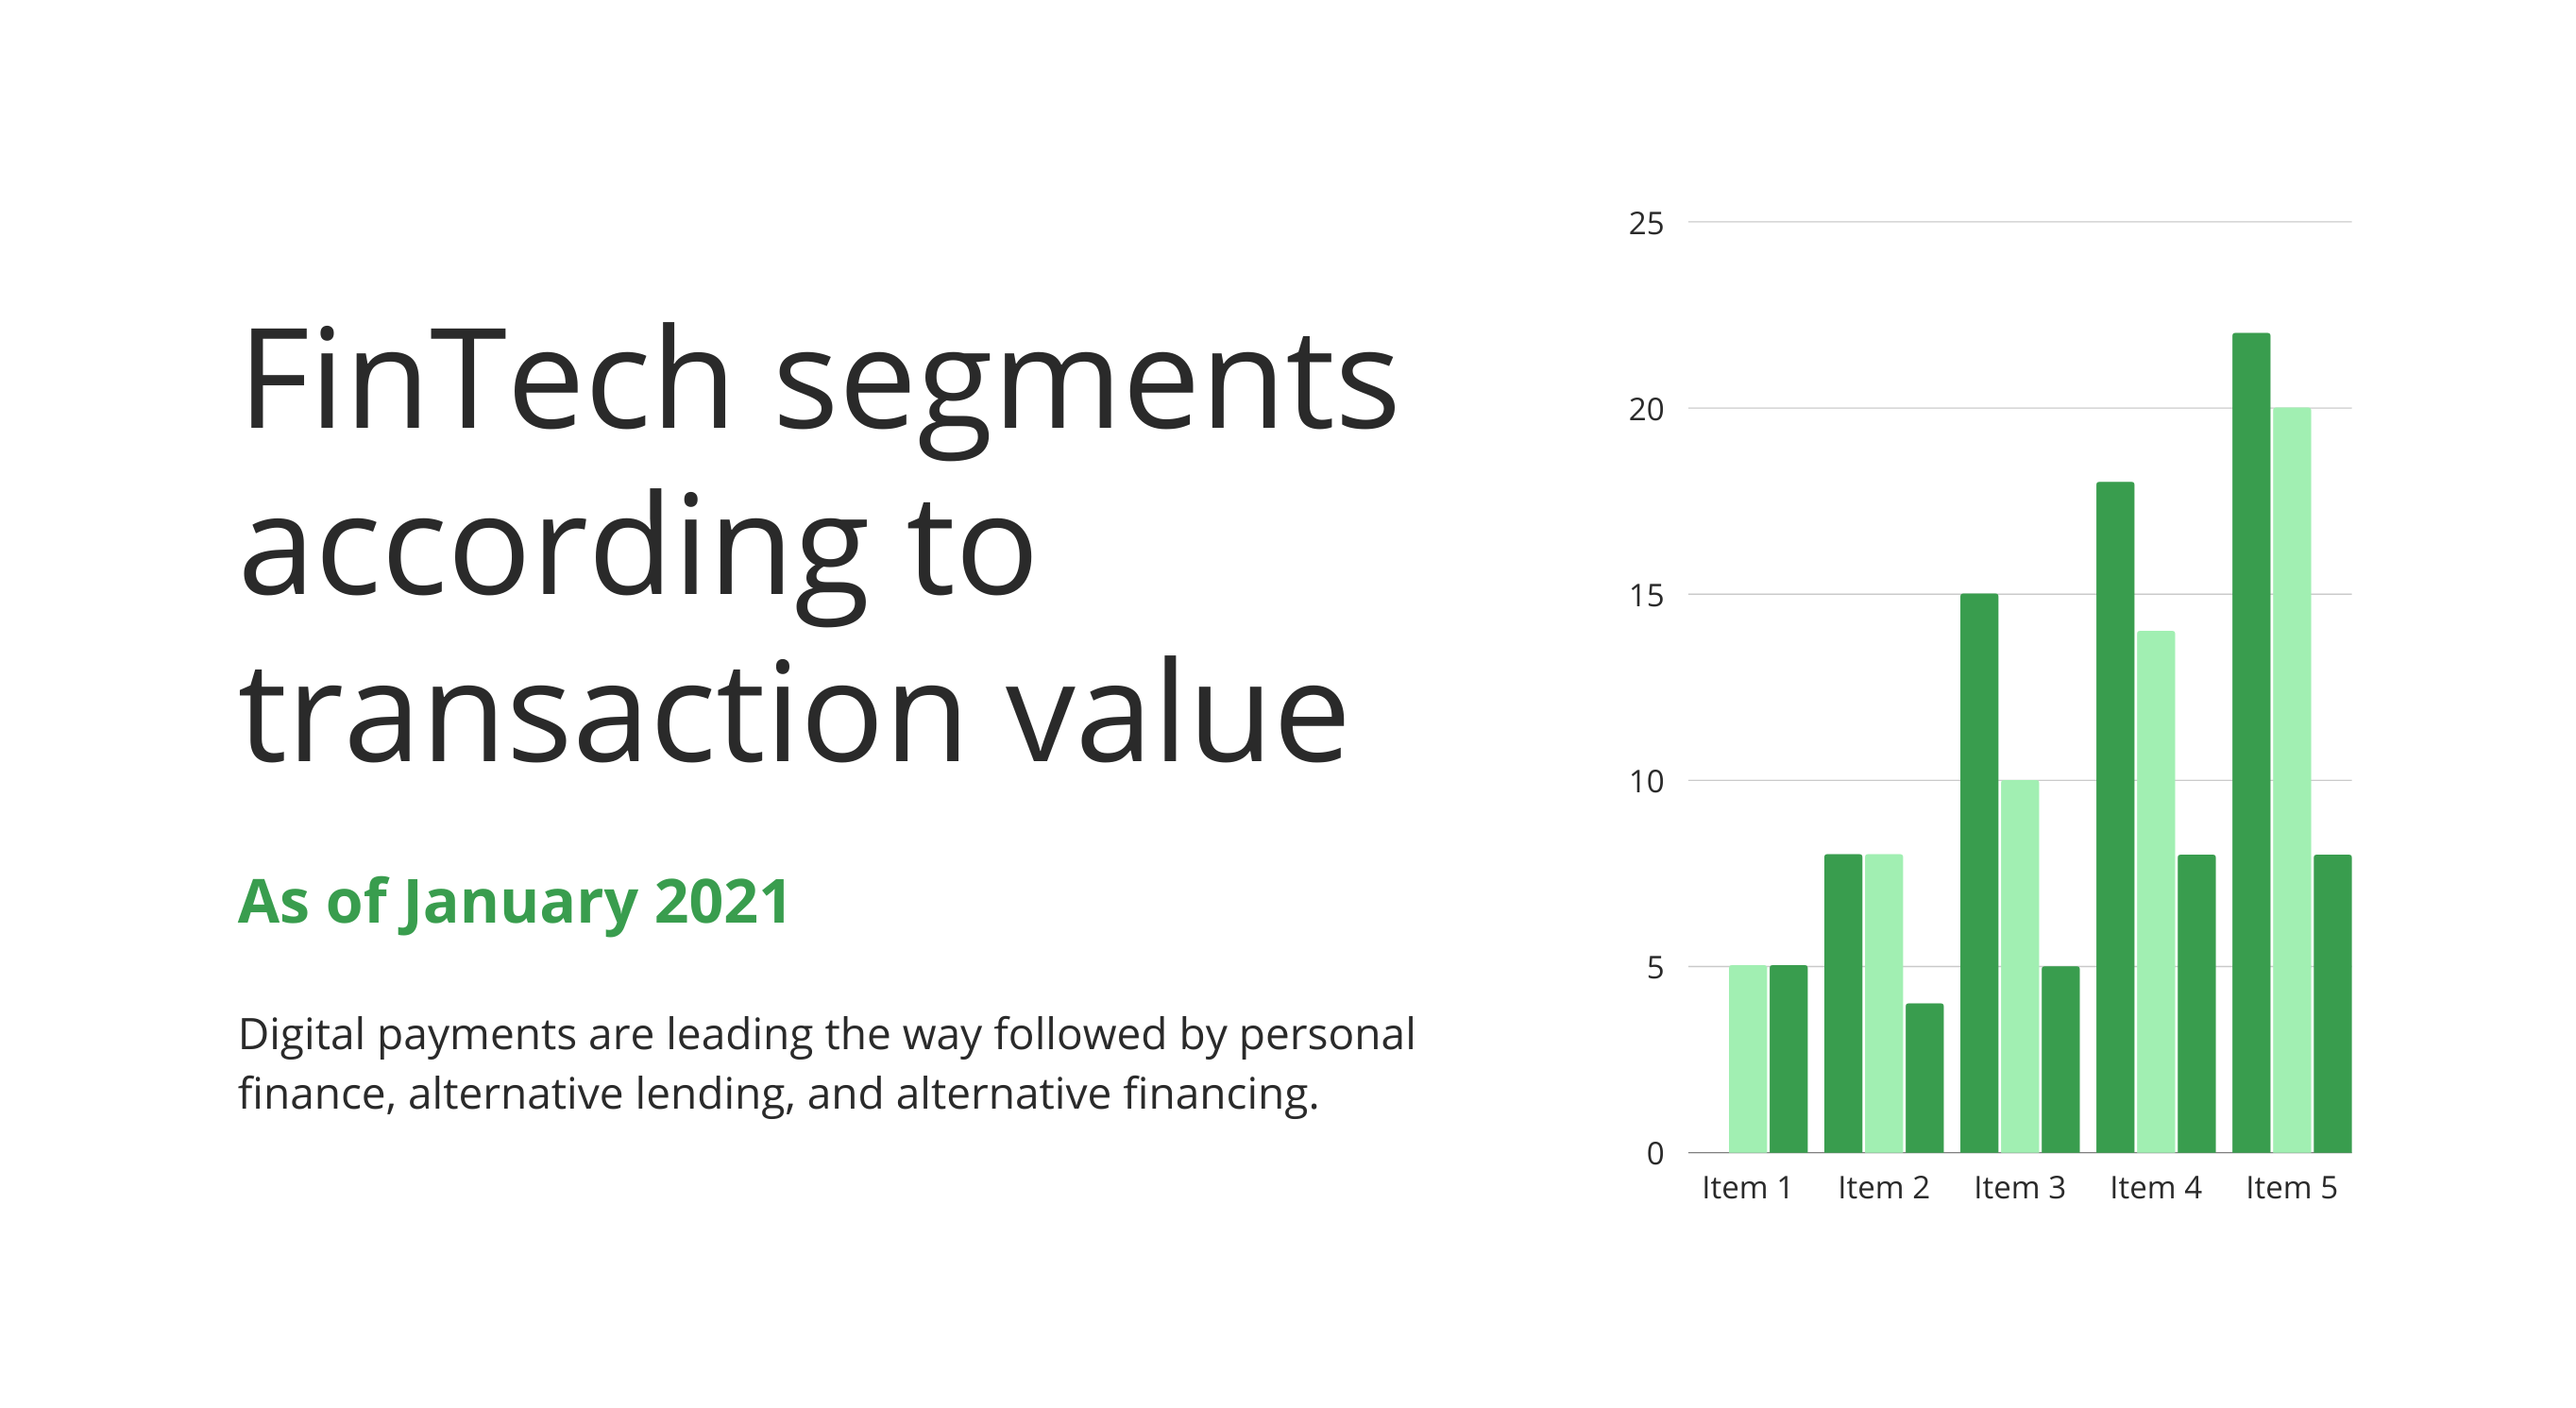 FinTech segments
according to
transaction value
As of January 2021
Digital payments are leading the way followed by personal
finance, alternative lending, and alternative financing.
25
20
15
10
5
0
Item 1 Item 2 Item 3 Item 4 Item 5